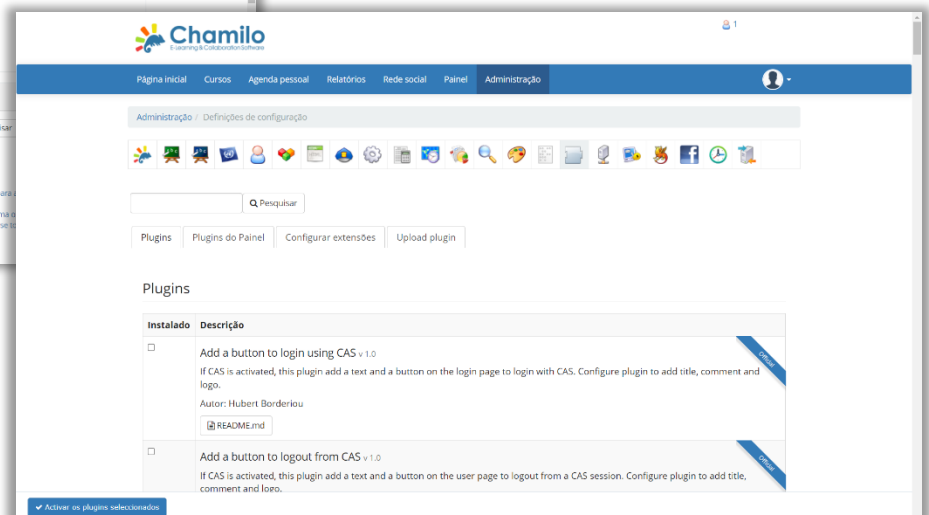 Chamilo
E-Learning & Collaboration Software
1
Página inicial Cursos Agenda pessoal Relatórios Rede social Painel Administração
Administração / Definições de configuração
Pesquisar
Plugins Plugins do Painel Configurar extensões Upload plugin
Plugins
Instalado Descrição
Add a button to login using CAS v 1.0
Official
If CAS is activated, this plugin add a text and a button on the login page to login with CAS. Configure plugin to add title, comment and
logo.
Autor: Hubert Borderiou
README.md
Add a button to logout from CAS v 1.0
Official
If CAS is activated, this plugin add a text and a button on the user page to logout from a CAS session. Configure plugin to add title,
comment and logo.
Activar os plugins seleccionados